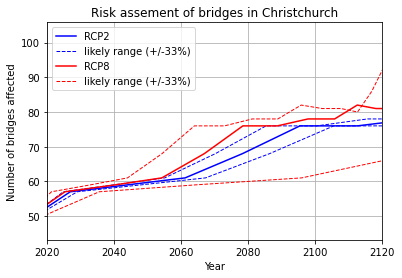 Risk assement of bridges in Christchurch
RCP2
likely range (+/-33%)
RCP8
likely range (+/-33%)
Number of bridges affected
100
90
80
70
60
50
2020
2040
2060
2080
2100
2120
Year